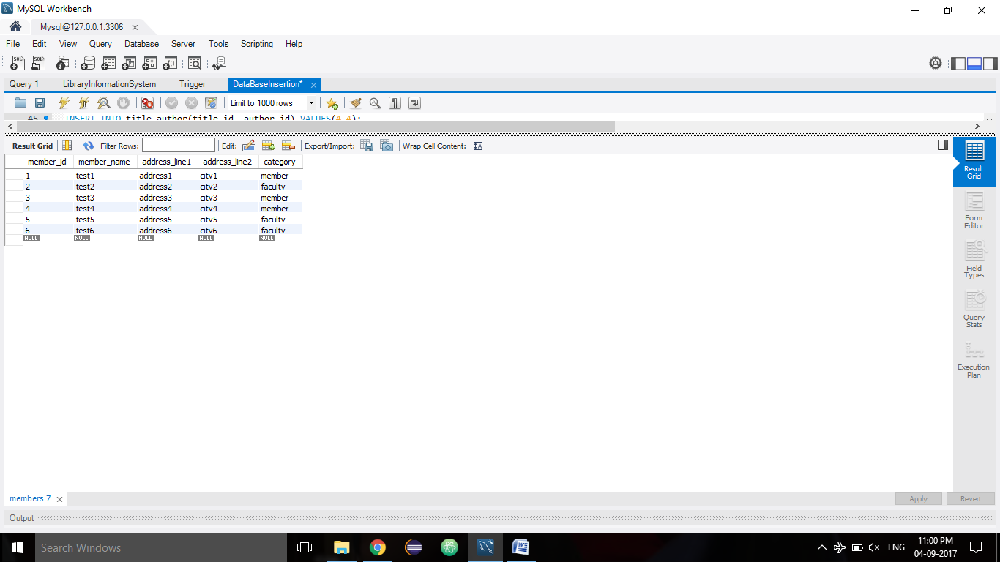 MySQL Workbench
Mysql@127.0.0.1:3306
File Edit View Query Database Server Tools Scripting Help
Query 1 LibraryInformationSystem Trigger DataBaseInsertion*
Limit to 1000 rows
45 INSERT INTO title_author(title_id, author_id) VALUES(4,4);
Result Grid Filter Rows: Edit: Export/Import: Wrap Cell Content:
member_id member_name address_line1 address_line2 category
1 test1 address1 city1 member
2 test2 address2 city2 faculty
3 test3 address3 city3 member
4 test4 address4 city4 member
5 test5 address5 city5 faculty
6 test6 address6 city6 faculty
NULL NULL NULL NULL NULL
Result
Grid
Form
Editor
Field
Types
Query
Stats
Execution
Plan
members 7 Apply Revert
Output
Search Windows
ENG 11:00 PM
04-09-2017